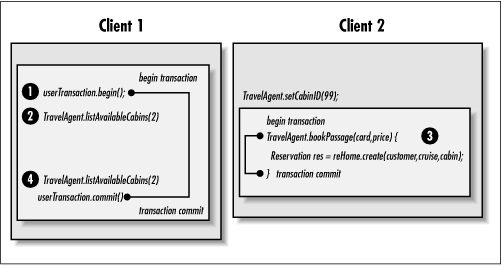 Client 1
begin transaction
1 userTransaction.begin();
2 TravelAgent.listAvailableCabins(2)
4 TravelAgent.listAvailableCabins(2)
userTransaction.commit()
transaction commit
Client 2
TravelAgent.setCabinID(99);
begin transaction
TravelAgent.bookPassage(card,price) { 3
Reservation res = reHome.create(customer,cruise,cabin);
} transaction commit